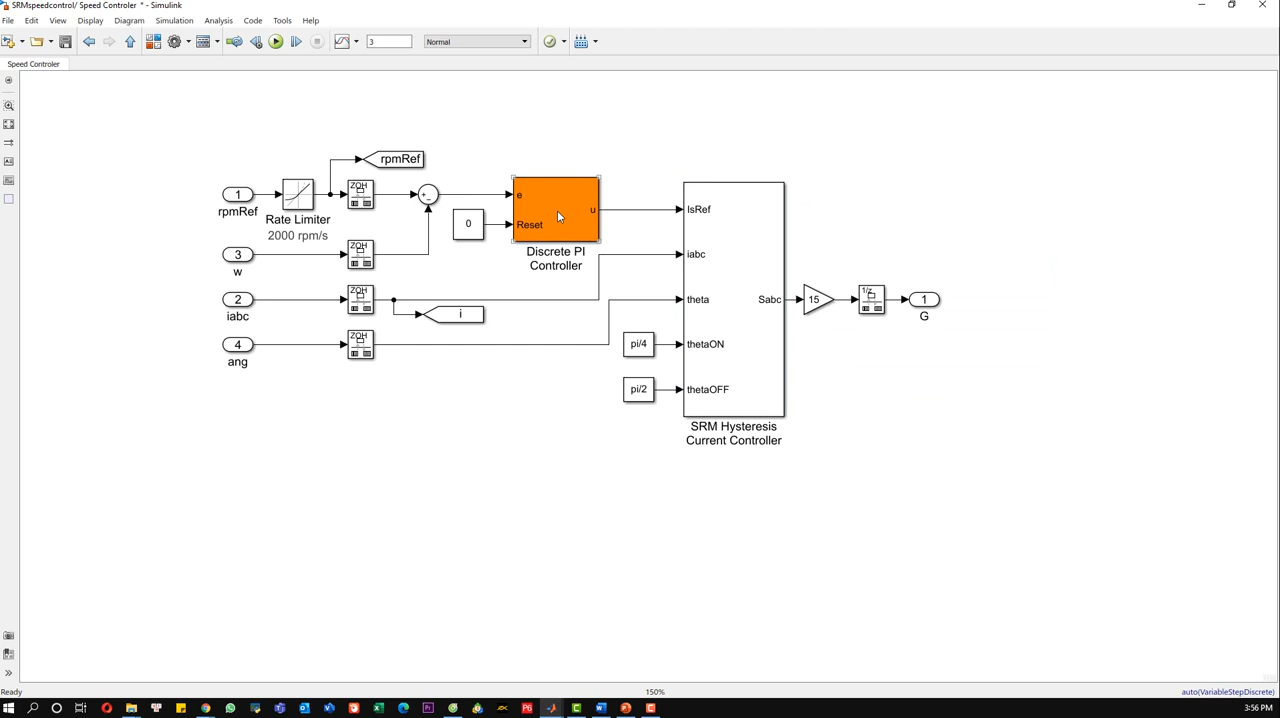 SRMspeedcontrol/ Speed Controler * - Simulink
File Edit View Display Diagram Simulation Analysis Code Tools Help
3
Normal
Speed Controler
rpmRef
1
rpmRef
Rate Limiter
2000 rpm/s
ZOH
+
-
0
e
Reset
u
Discrete PI
Controller
3
w
ZOH
2
iabc
ZOH
i
4
ang
ZOH
pi/4
pi/2
IsRef
iabc
theta
thetaON
thetaOFF
Sabc
SRM Hysteresis
Current Controller
15
1/z
1
G
Ready
150%
auto(VariableStepDiscrete)
3:56 PM